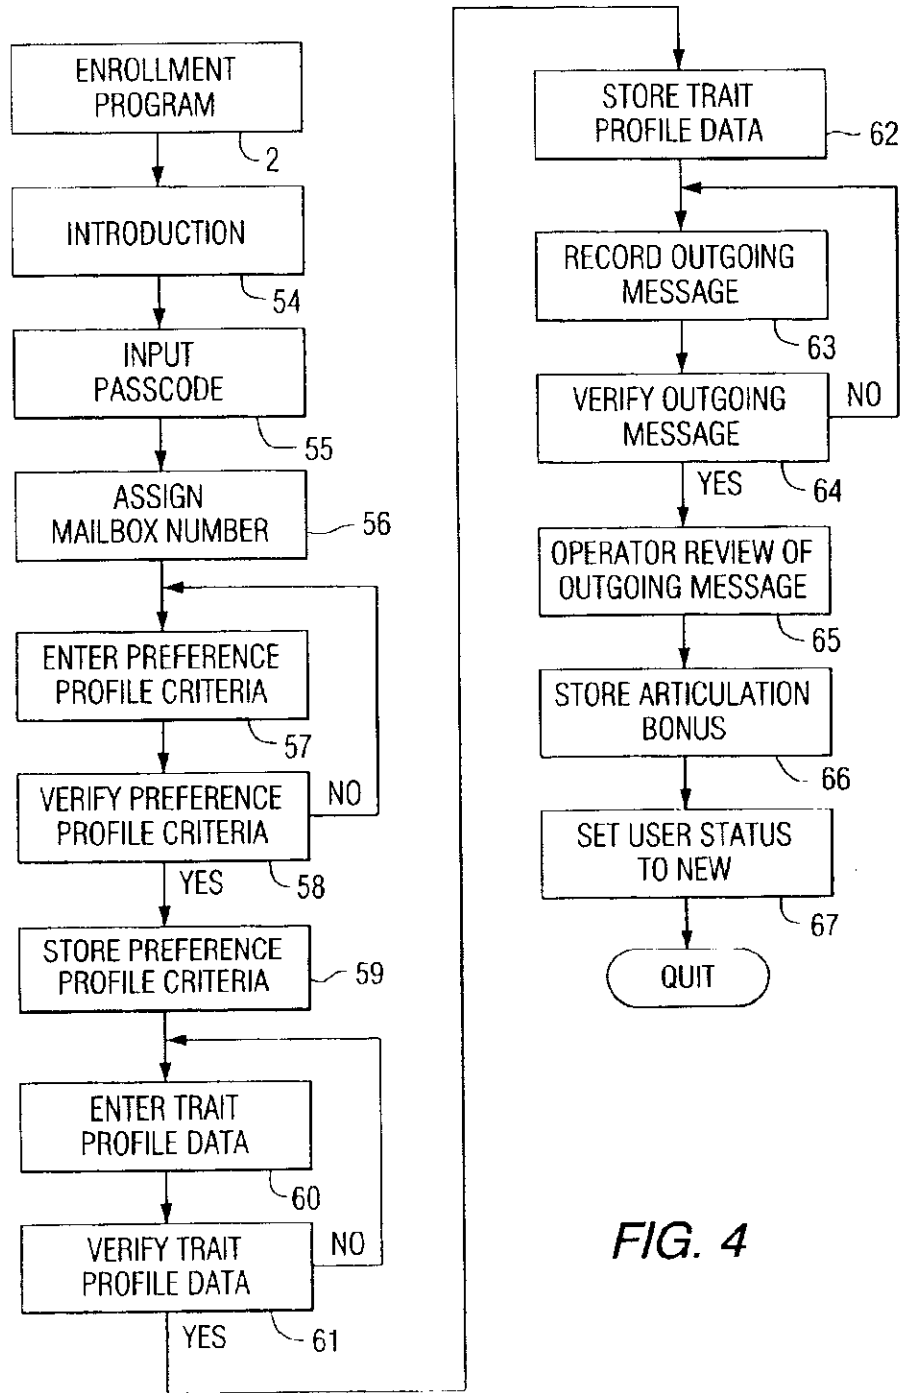 ENROLLMENT
PROGRAM
2
INTRODUCTION
54
INPUT
PASSCODE
55
ASSIGN
MAILBOX NUMBER
56
ENTER PREFERENCE
PROFILE CRITERIA
57
VERIFY PREFERENCE
PROFILE CRITERIA
NO
58
YES
STORE PREFERENCE
PROFILE CRITERIA
59
ENTER TRAIT
PROFILE DATA
60
VERIFY TRAIT
PROFILE DATA
NO
61
YES
STORE TRAIT
PROFILE DATA
62
RECORD OUTGOING
MESSAGE
63
VERIFY OUTGOING
MESSAGE
NO
64
YES
OPERATOR REVIEW OF
OUTGOING MESSAGE
65
STORE ARTICULATION
BONUS
66
SET USER STATUS
TO NEW
67
QUIT
FIG. 4